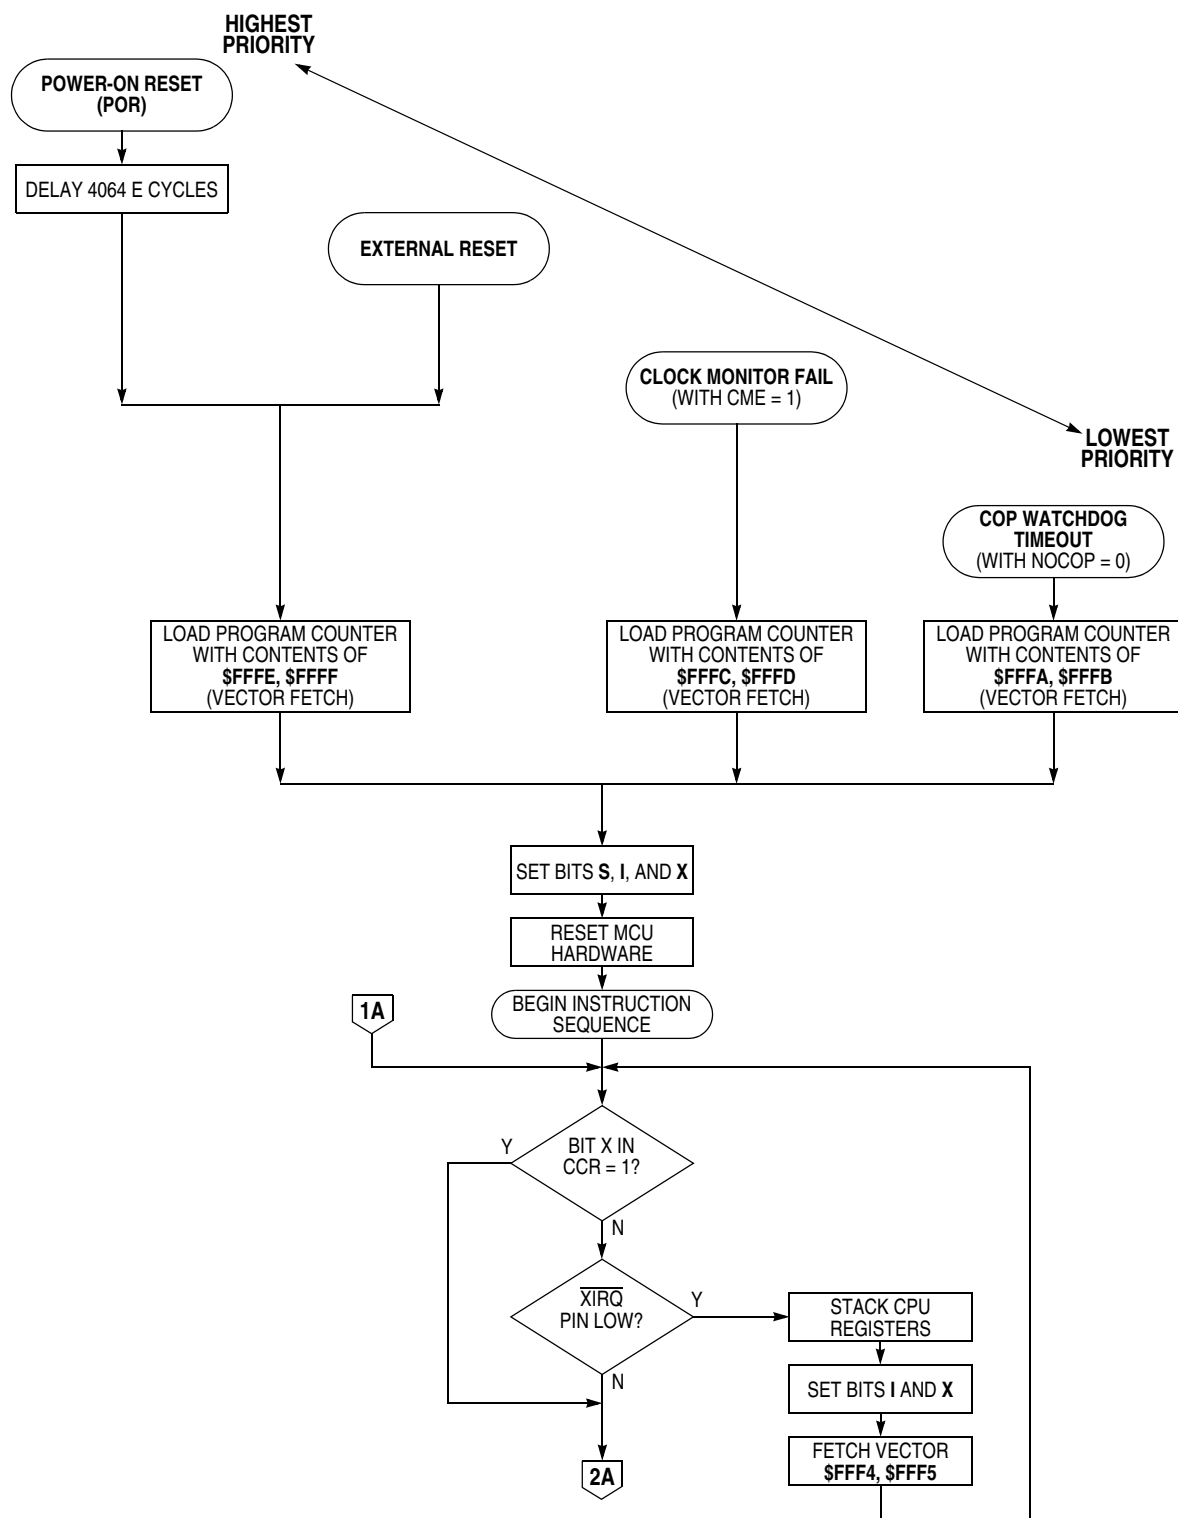 HIGHEST
PRIORITY
POWER-ON RESET
(POR)
DELAY 4064 E CYCLES
EXTERNAL RESET
CLOCK MONITOR FAIL
(WITH CME = 1)
LOWEST
PRIORITY
COP WATCHDOG
TIMEOUT
(WITH NOCOP = 0)
LOAD PROGRAM COUNTER
WITH CONTENTS OF
$FFFE, $FFFF
(VECTOR FETCH)
LOAD PROGRAM COUNTER
WITH CONTENTS OF
$FFFC, $FFFD
(VECTOR FETCH)
LOAD PROGRAM COUNTER
WITH CONTENTS OF
$FFFA, $FFFB
(VECTOR FETCH)
SET BITS S, I, AND X
RESET MCU
HARDWARE
1A
BEGIN INSTRUCTION
SEQUENCE
Y
BIT X IN
CCR = 1?
N
XIRQ
PIN LOW?
Y
STACK CPU
REGISTERS
N
SET BITS I AND X
2A
FETCH VECTOR
$FFF4, $FFF5